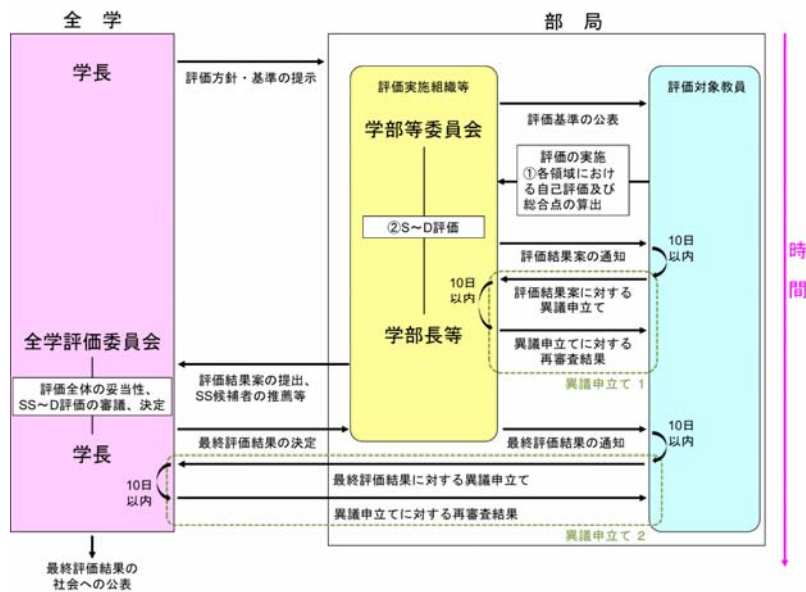 全 学
部 局
学長
評価方針・基準の提示
評価実施組織等
評価対象教員
評価基準の公表
学部等委員会
評価の実施
①各領域におけ
る自己評価及び
総合点の算出
②S～D評価
評価結果案の通知
10日
以内
10日
以内
評価結果案に対する
異議申立て
学部長等
異議申立てに対する
再審査結果
異議申立て 1
時
間
全学評価委員会
評価全体の妥当性、
SS～D評価の審議、決定
評価結果案の提出、
SS候補者の推薦等
学長
最終評価結果の決定
最終評価結果の通知
10日
以内
10日
以内
最終評価結果に対する異議申立て
異議申立てに対する再審査結果
異議申立て 2
最終評価結果の
社会への公表